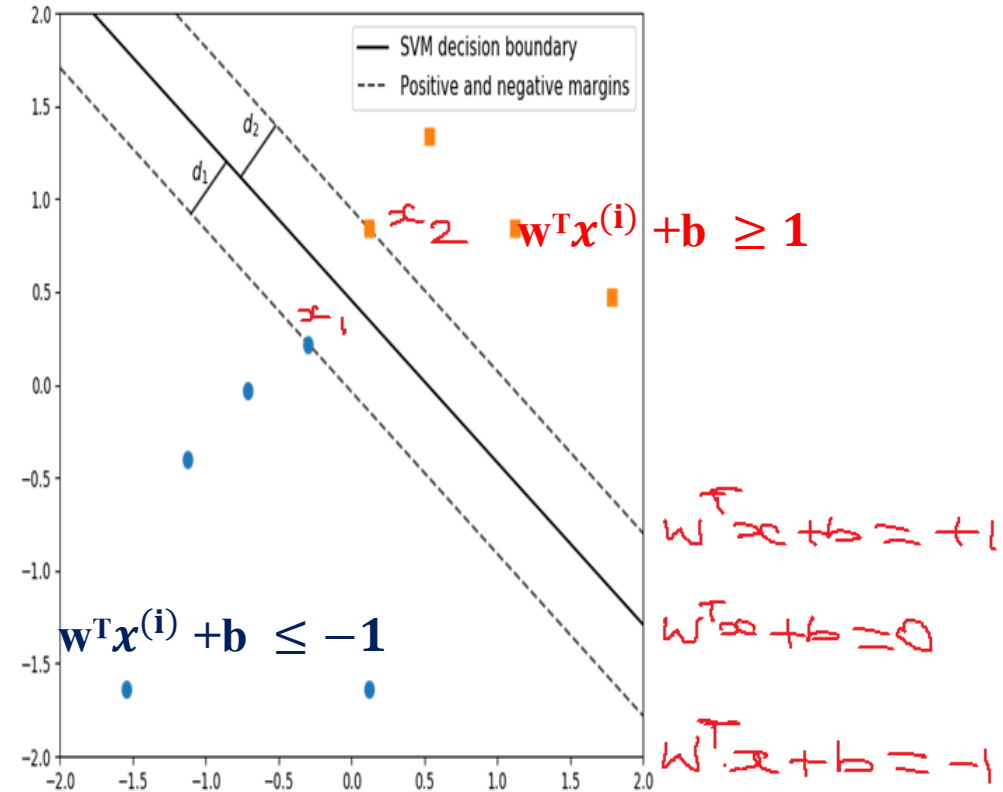 2.0
SVM decision boundary
Positive and negative margins
1.5
d₂
d₁
1.0
x₂
wᵀx⁽ⁱ⁾ +b ≥ 1
0.5
x₁
0.0
−0.5
wᵀx+b=+1
−1.0
wᵀx⁽ⁱ⁾ +b ≤ −1
wᵀx+b=0
−1.5
−2.0
wᵀx+b=-1
−2.0 −1.5 −1.0 −0.5 0.0 0.5 1.0 1.5 2.0